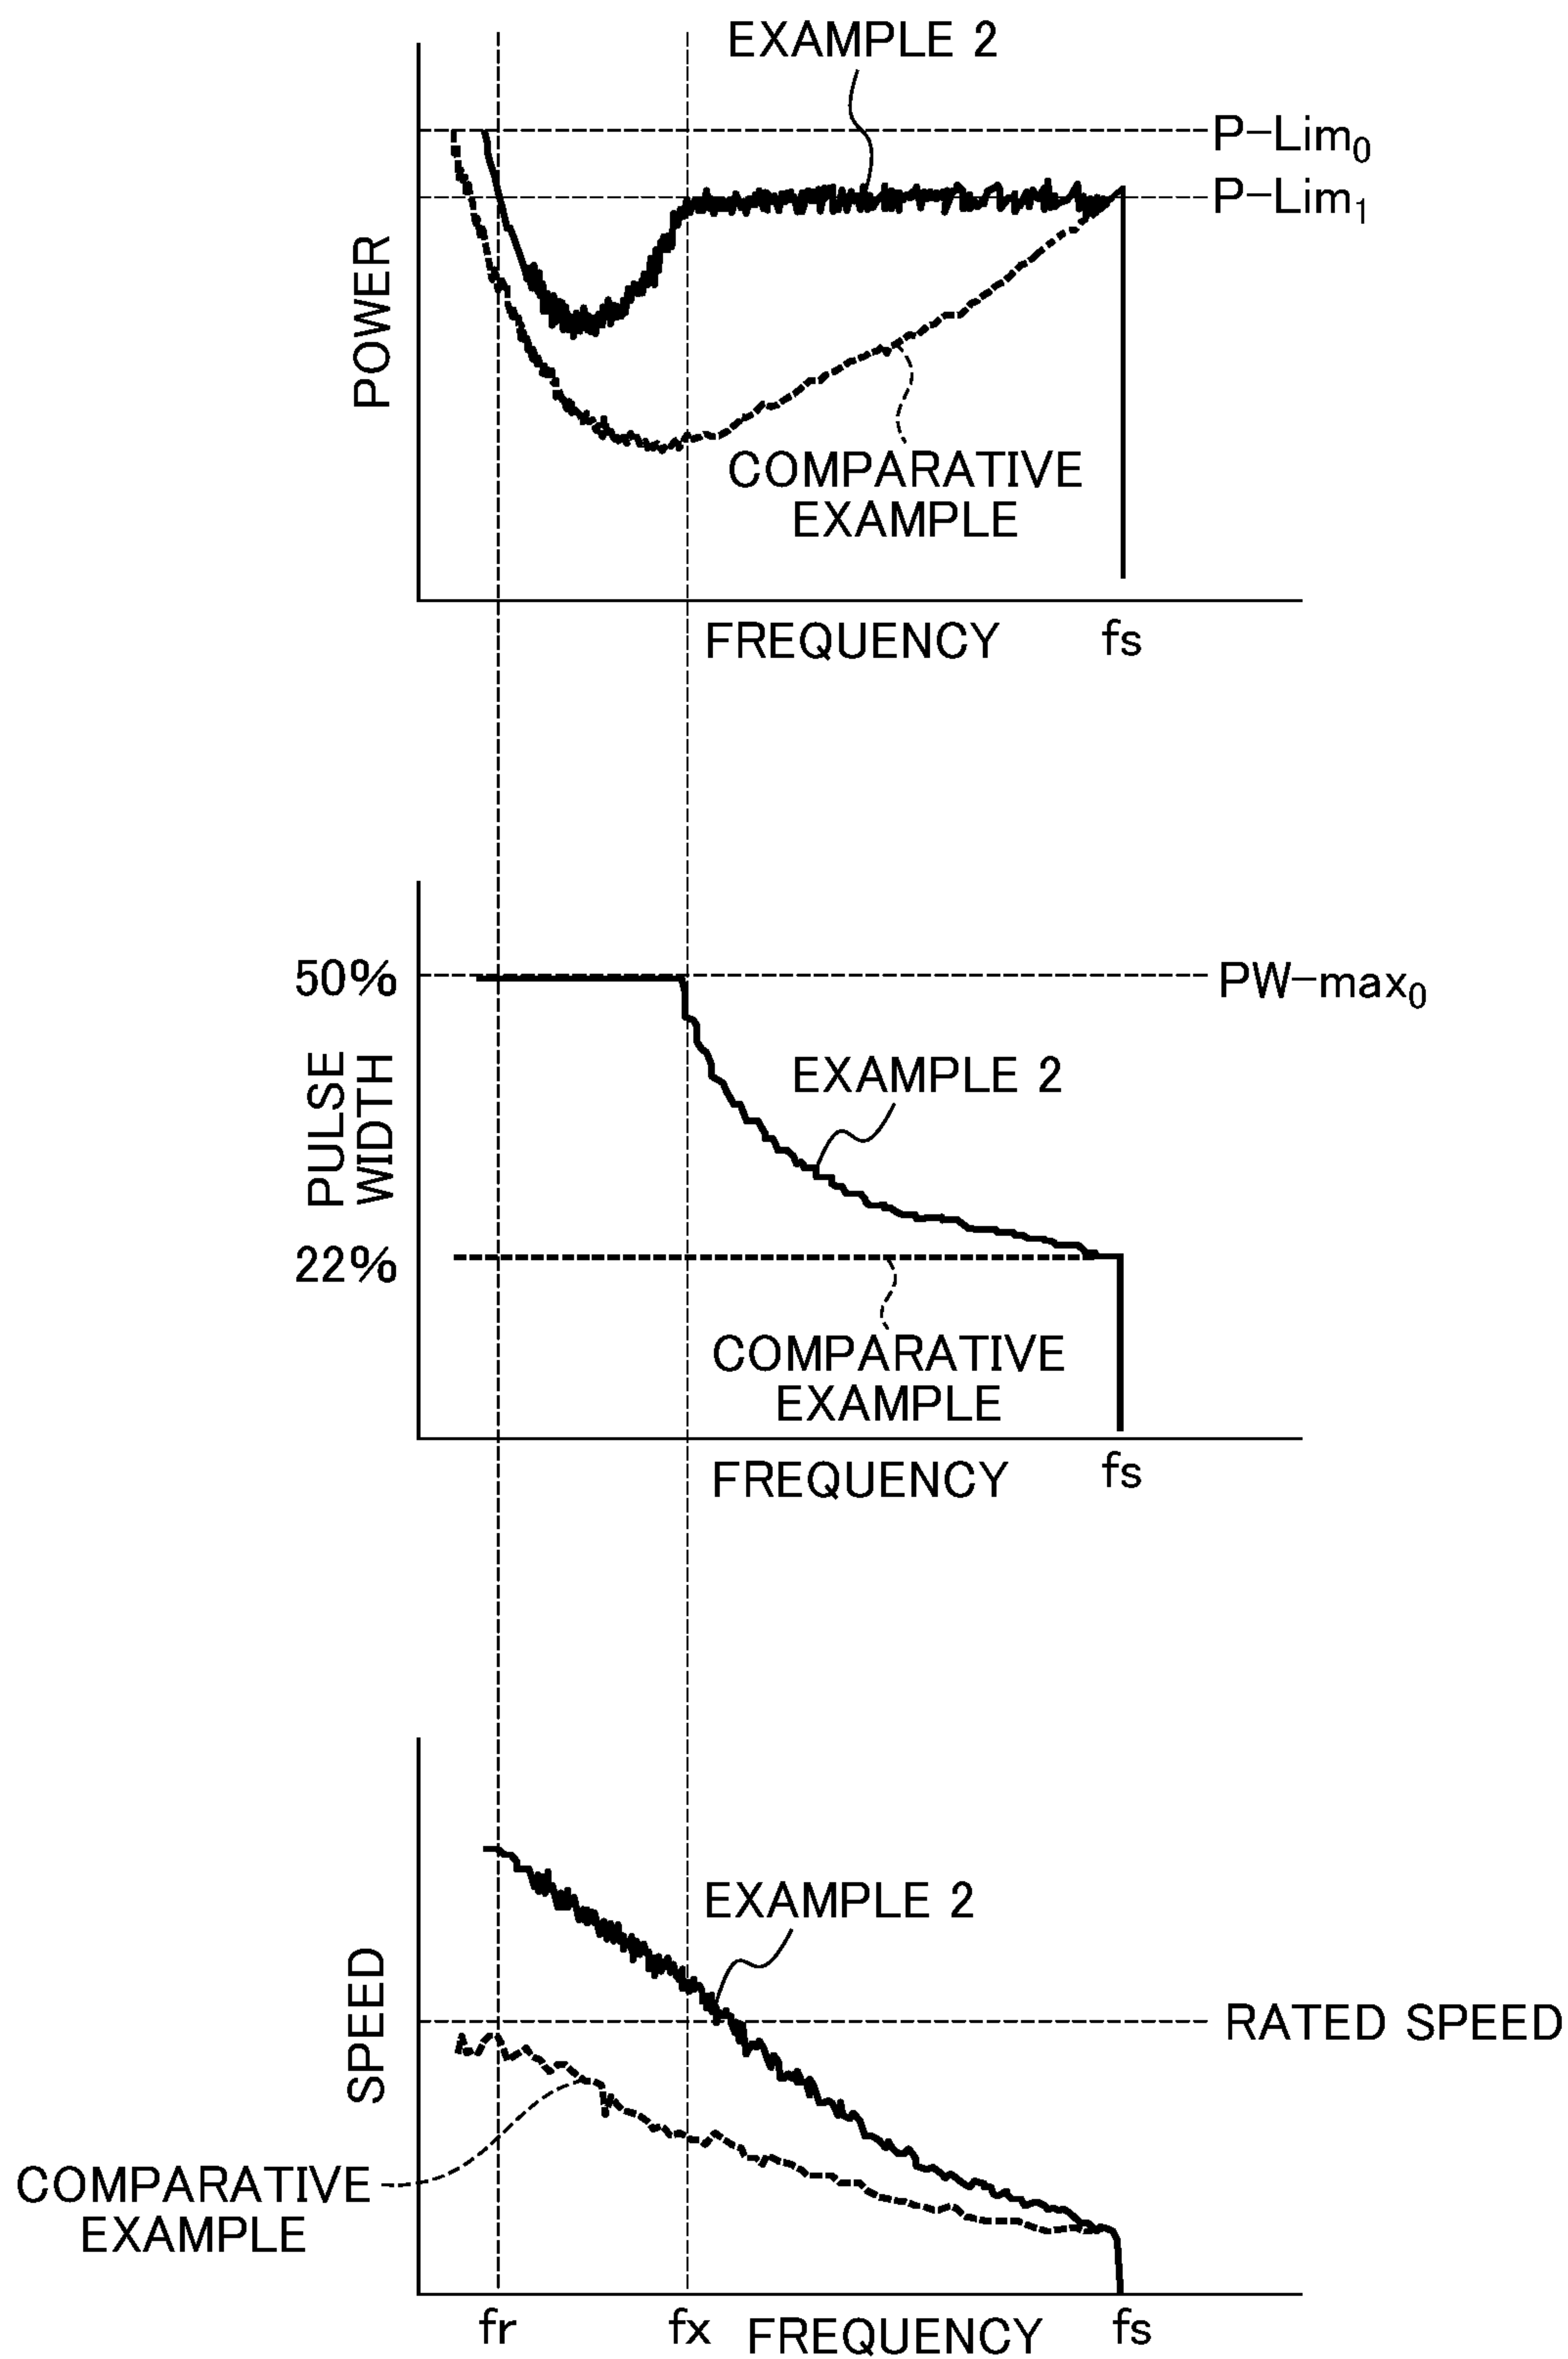 EXAMPLE 2
P-Lim0
P-Lim1
POWER
COMPARATIVE
EXAMPLE
FREQUENCY
fs
50%
PW-max0
PULSE
WIDTH
EXAMPLE 2
22%
COMPARATIVE
EXAMPLE
FREQUENCY
fs
EXAMPLE 2
SPEED
RATED SPEED
COMPARATIVE
EXAMPLE
fr
fx
FREQUENCY
fs